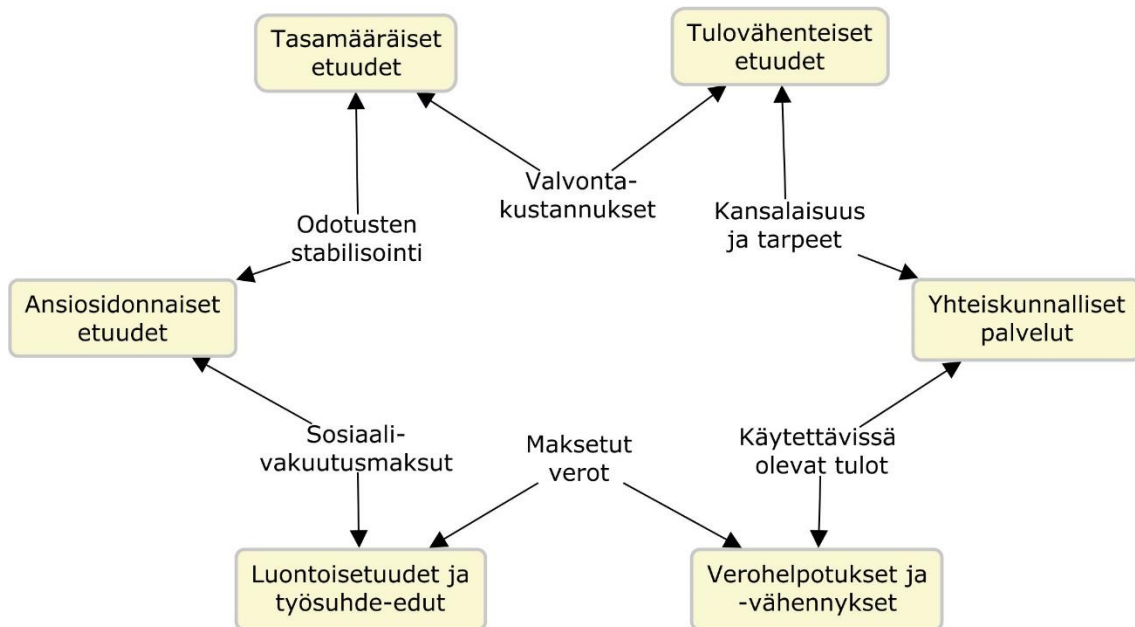 Tasamääräiset
etuudet
Tulovähenteiset
etuudet
Valvonta-
kustannukset
Odotusten
stabilisointi
Kansalaisuus
ja tarpeet
Ansiosidonnaiset
etuudet
Yhteiskunnalliset
palvelut
Sosiaali-
vakuutusmaksut
Maksetut
verot
Käytettävissä
olevat tulot
Luontoisetuudet ja
työsuhde-edut
Verohelpotukset ja
-vähennykset